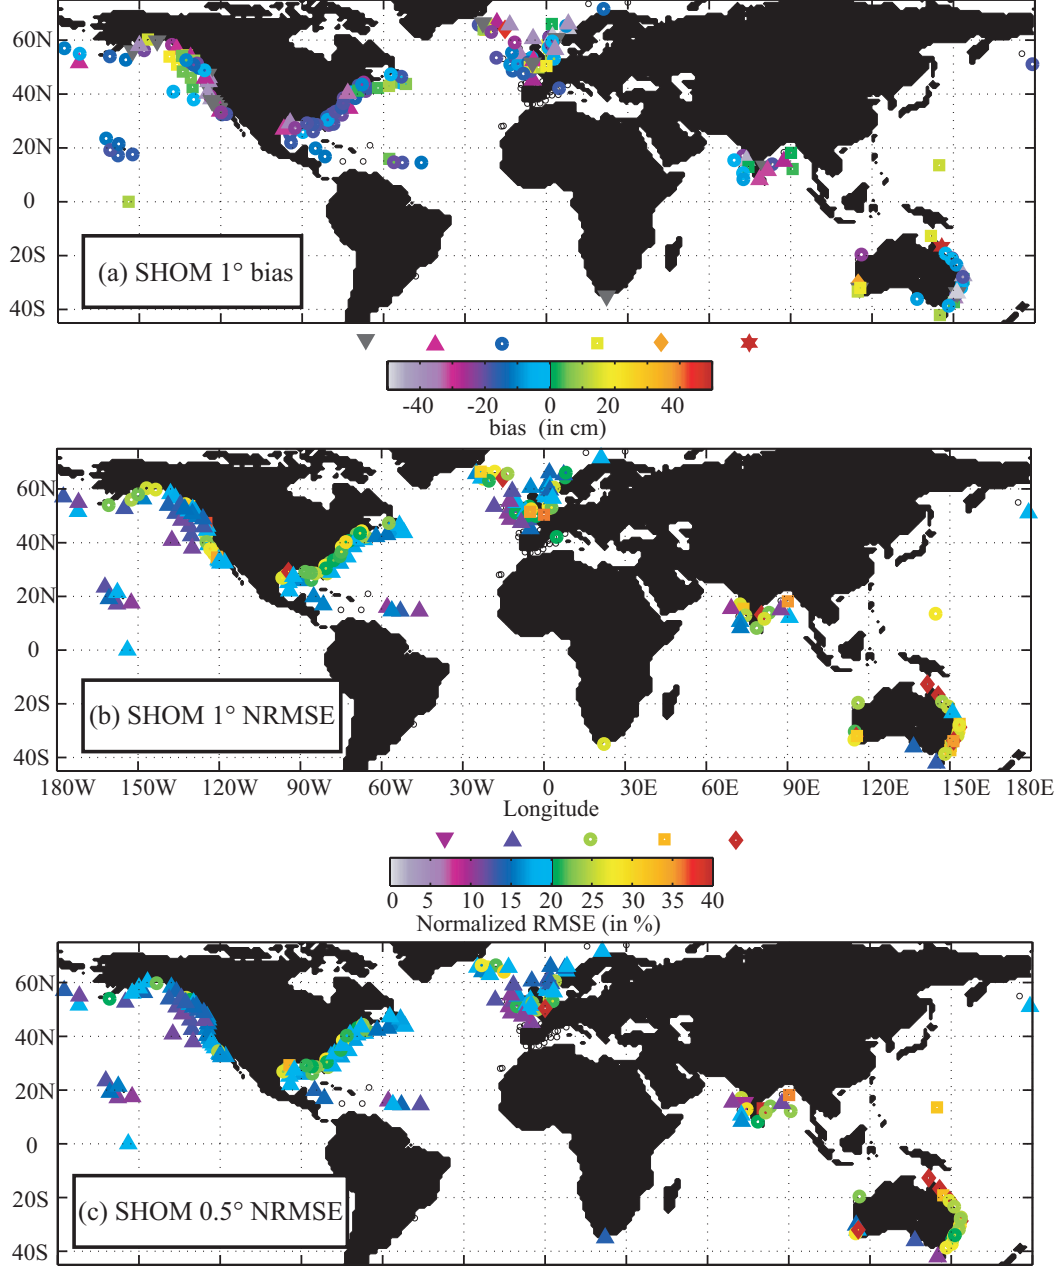 60N
40N
20N
0
20S
40S
(a) SHOM 1° bias
-40 -20 0 20 40
bias (in cm)
60N
40N
20N
0
20S
40S
(b) SHOM 1° NRMSE
180W 150W 120W 90W 60W 30W 0 30E 60E 90E 120E 150E 180E
Longitude
0 5 10 15 20 25 30 35 40
Normalized RMSE (in %)
60N
40N
20N
0
20S
40S
(c) SHOM 0.5° NRMSE